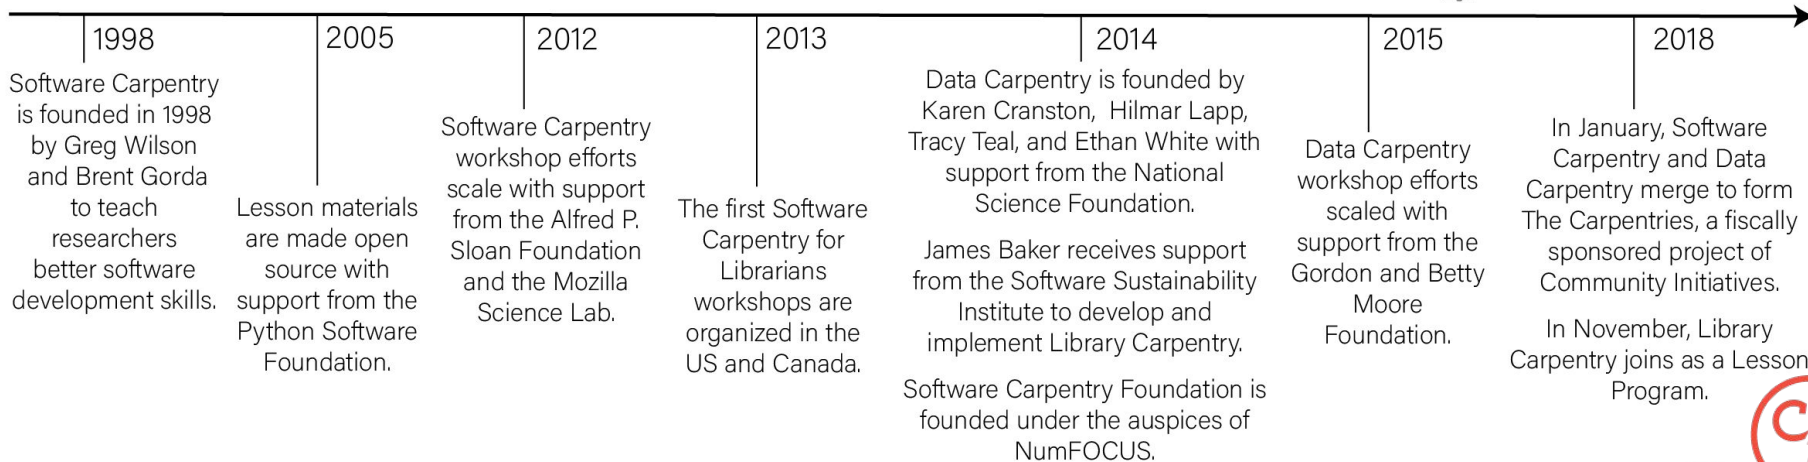 1998
Software Carpentry
is founded in 1998
by Greg Wilson
and Brent Gorda
to teach
researchers
better software
development skills.
2005
Lesson materials
are made open
source with
support from the
Python Software
Foundation.
2012
Software Carpentry
workshop efforts
scale with support
from the Alfred P.
Sloan Foundation
and the Mozilla
Science Lab.
2013
The first Software
Carpentry for
Librarians
workshops are
organized in the
US and Canada.
2014
Data Carpentry is founded by
Karen Cranston, Hilmar Lapp,
Tracy Teal, and Ethan White with
support from the National
Science Foundation.
James Baker receives support
from the Software Sustainability
Institute to develop and
implement Library Carpentry.
Software Carpentry Foundation is
founded under the auspices of
NumFOCUS.
2015
Data Carpentry
workshop efforts
scaled with
support from the
Gordon and Betty
Moore
Foundation.
2018
In January, Software
Carpentry and Data
Carpentry merge to form
The Carpentries, a fiscally
sponsored project of
Community Initiatives.
In November, Library
Carpentry joins as a Lesson
Program.